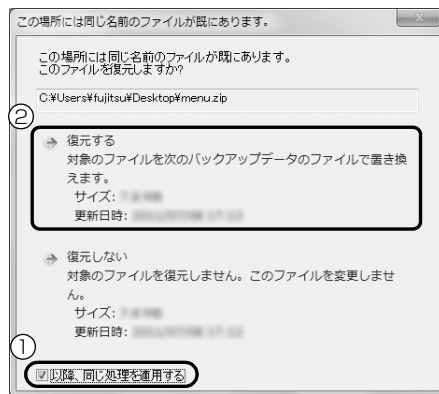 この場所には同じ名前のファイルが既にあります。
この場所には同じ名前のファイルが既にあります。
このファイルを復元しますか?
C:¥Users¥fujitsu¥Desktop¥menu.zip
②
復元する
対象のファイルを次のバックアップデータのファイルで置き換
えます。
サイズ:
更新日時:
復元しない
対象のファイルを復元しません。このファイルを変更しませ
ん。
サイズ:
更新日時:
①
以降、同じ処理を適用する